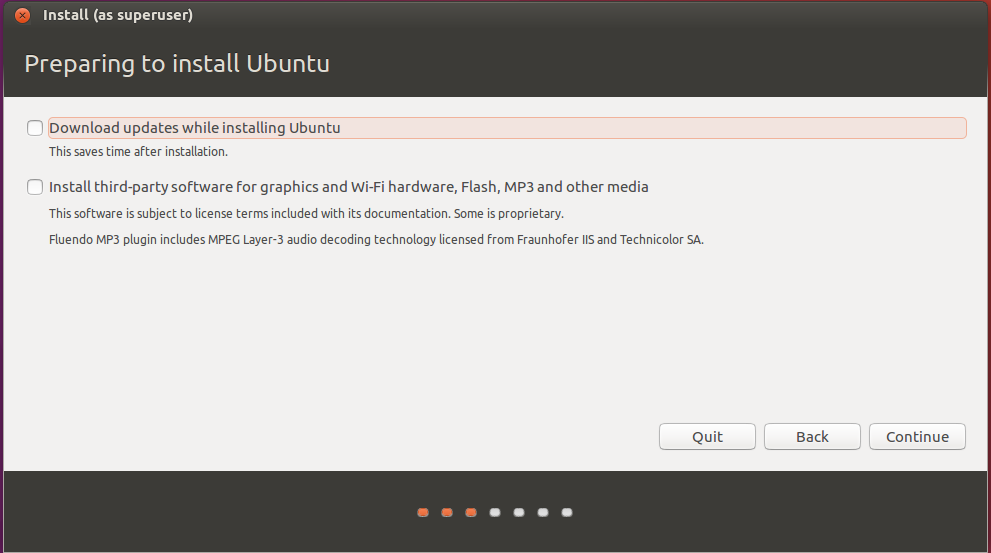 Install (as superuser)
Preparing to install Ubuntu
Download updates while installing Ubuntu
This saves time after installation.
Install third-party software for graphics and Wi-Fi hardware, Flash, MP3 and other media
This software is subject to license terms included with its documentation. Some is proprietary.
Fluendo MP3 plugin includes MPEG Layer-3 audio decoding technology licensed from Fraunhofer IIS and Technicolor SA.
Quit
Back
Continue